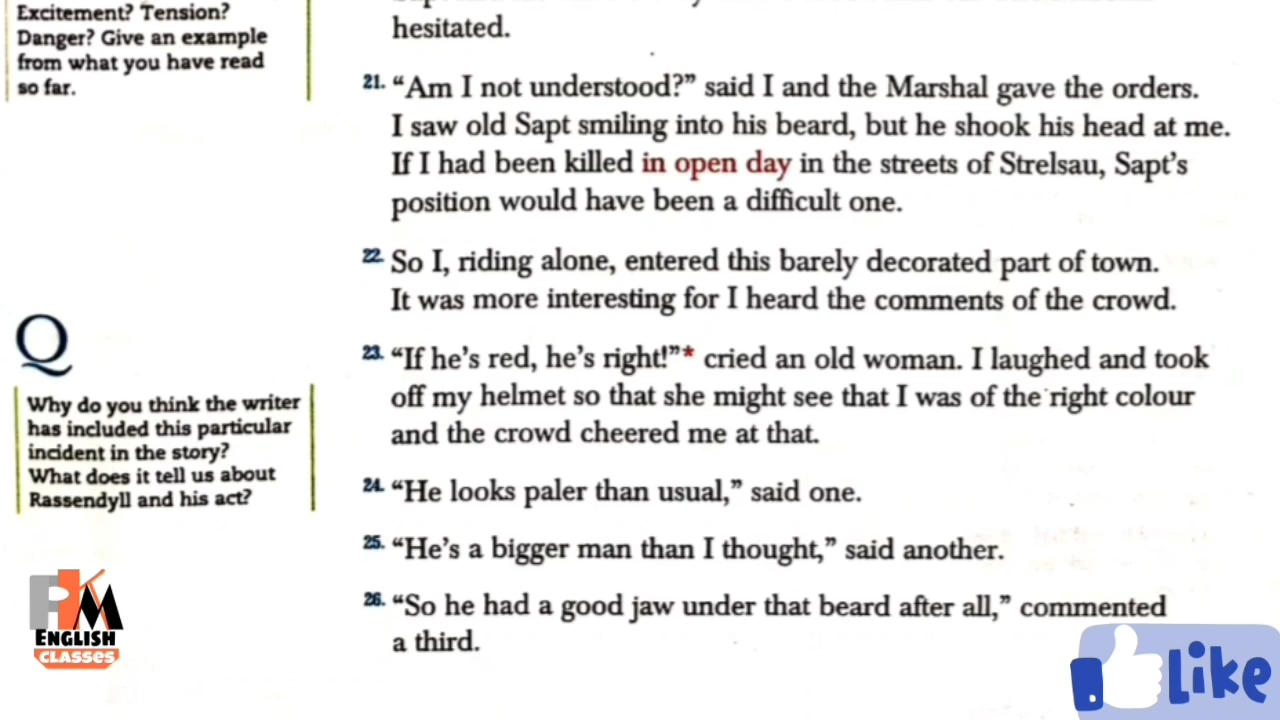 Excitement? Tension?
Danger? Give an example
from what you have read
so far.
hesitated.
21. “Am I not understood?” said I and the Marshal gave the orders.
I saw old Sapt smiling into his beard, but he shook his head at me.
If I had been killed in open day in the streets of Strelsau, Sapt’s
position would have been a difficult one.
22. So I, riding alone, entered this barely decorated part of town.
It was more interesting for I heard the comments of the crowd.
Q
Why do you think the writer
has included this particular
incident in the story?
What does it tell us about
Rassendyll and his act?
23. “If he’s red, he’s right!”* cried an old woman. I laughed and took
off my helmet so that she might see that I was of the right colour
and the crowd cheered me at that.
24. “He looks paler than usual,” said one.
25. “He’s a bigger man than I thought,” said another.
26. “So he had a good jaw under that beard after all,” commented
a third.
PKM
ENGLISH
CLASSES
LIKE